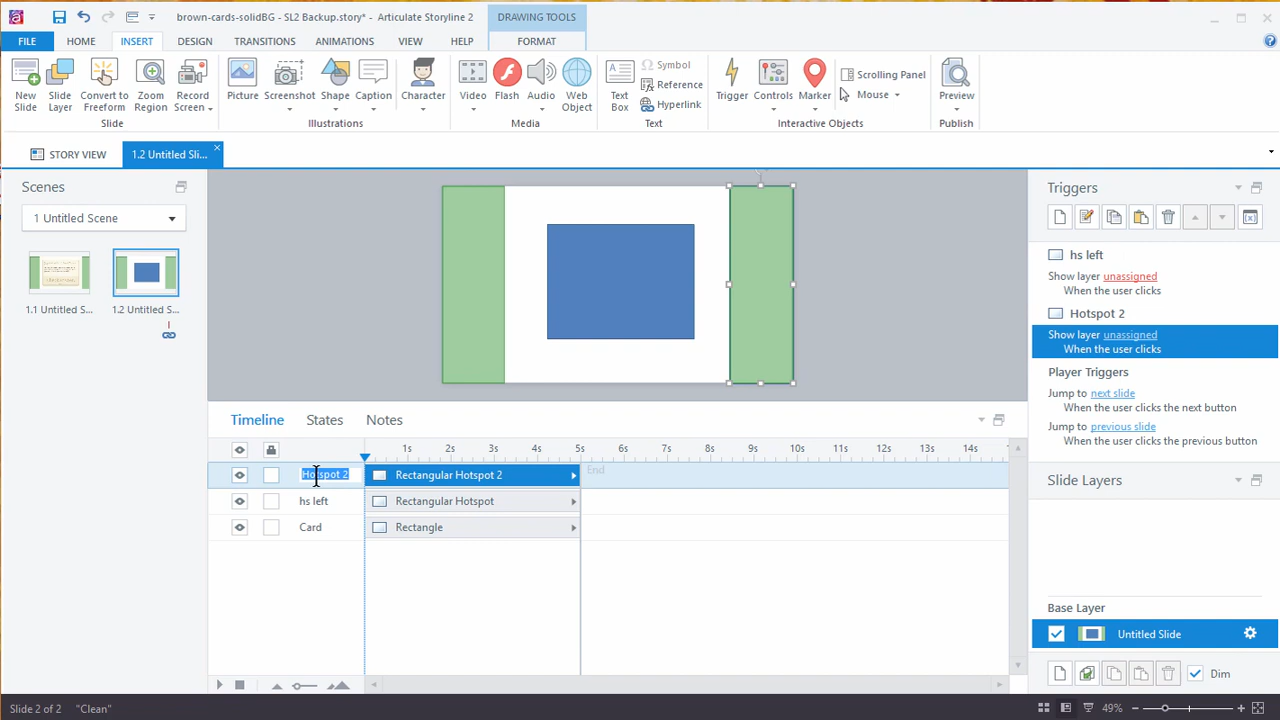 brown-cards-solidBG - SL2 Backup.story* - Articulate Storyline 2
DRAWING TOOLS
FILE HOME INSERT DESIGN TRANSITIONS ANIMATIONS VIEW HELP FORMAT
New Slide
Slide Layer
Convert to Freeform
Zoom Region
Record Screen
Slide
Picture
Screenshot
Shape
Caption
Character
Illustrations
Video
Flash
Audio
Web Object
Media
Text Box
Symbol
Reference
Hyperlink
Text
Trigger
Controls
Marker
Scrolling Panel
Mouse
Interactive Objects
Preview
Publish
STORY VIEW
1.2 Untitled Sli...
Scenes
1 Untitled Scene
1.1 Untitled S...
1.2 Untitled S...
Timeline States Notes
1s 2s 3s 4s 5s 6s 7s 8s 9s 10s 11s 12s 13s 14s
Hotspot 2 Rectangular Hotspot 2 End
hs left Rectangular Hotspot
Card Rectangle
Triggers
hs left
Show layer unassigned
When the user clicks
Hotspot 2
Show layer unassigned
When the user clicks
Player Triggers
Jump to next slide
When the user clicks the next button
Jump to previous slide
When the user clicks the previous button
Slide Layers
Base Layer
Untitled Slide
Dim
Slide 2 of 2 "Clean" 49%